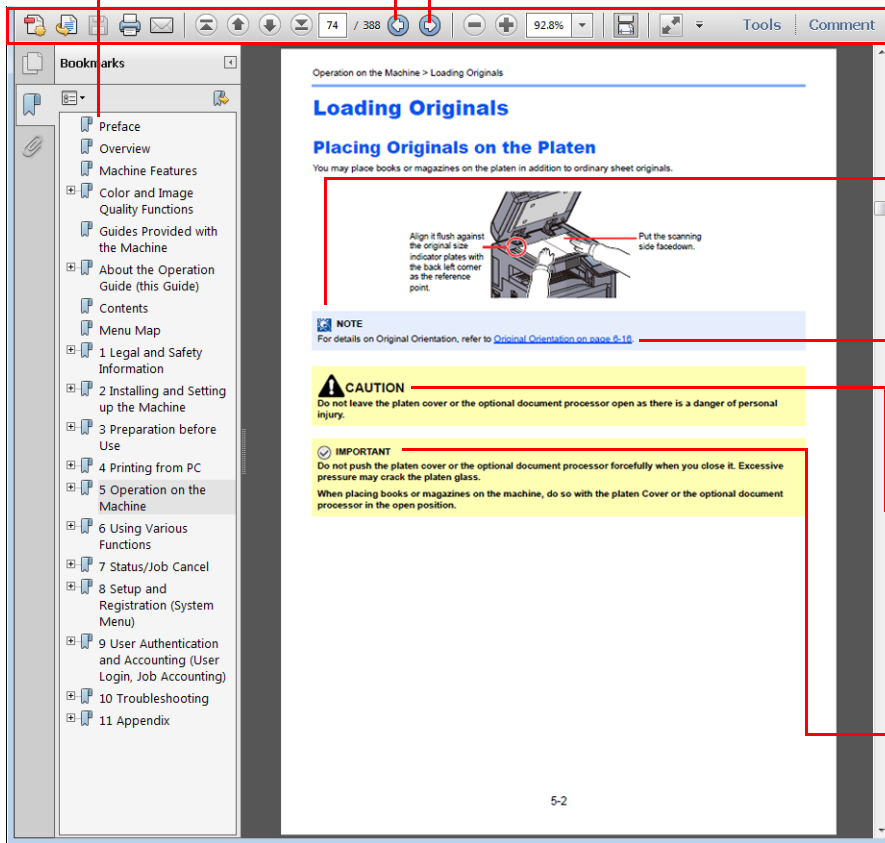 74 / 388 92.8% Tools Comment
Bookmarks
Preface
Overview
Machine Features
Color and Image
Quality Functions
Guides Provided with
the Machine
About the Operation
Guide (this Guide)
Contents
Menu Map
1 Legal and Safety
Information
2 Installing and Setting
up the Machine
3 Preparation before
Use
4 Printing from PC
5 Operation on the
Machine
6 Using Various
Functions
7 Status/Job Cancel
8 Setup and
Registration (System
Menu)
9 User Authentication
and Accounting (User
Login, Job Accounting)
10 Troubleshooting
11 Appendix
Operation on the Machine > Loading Originals
Loading Originals
Placing Originals on the Platen
You may place books or magazines on the platen in addition to ordinary sheet originals.
Align it flush against
the original size
indicator plates with
the back left corner
as the reference
point.
Put the scanning
side facedown.
NOTE
For details on Original Orientation, refer to Original Orientation on page 6-16.
CAUTION
Do not leave the platen cover or the optional document processor open as there is a danger of personal
injury.
IMPORTANT
Do not push the platen cover or the optional document processor forcefully when you close it. Excessive
pressure may crack the platen glass.
When placing books or magazines on the machine, do so with the platen Cover or the optional document
processor in the open position.
5-2